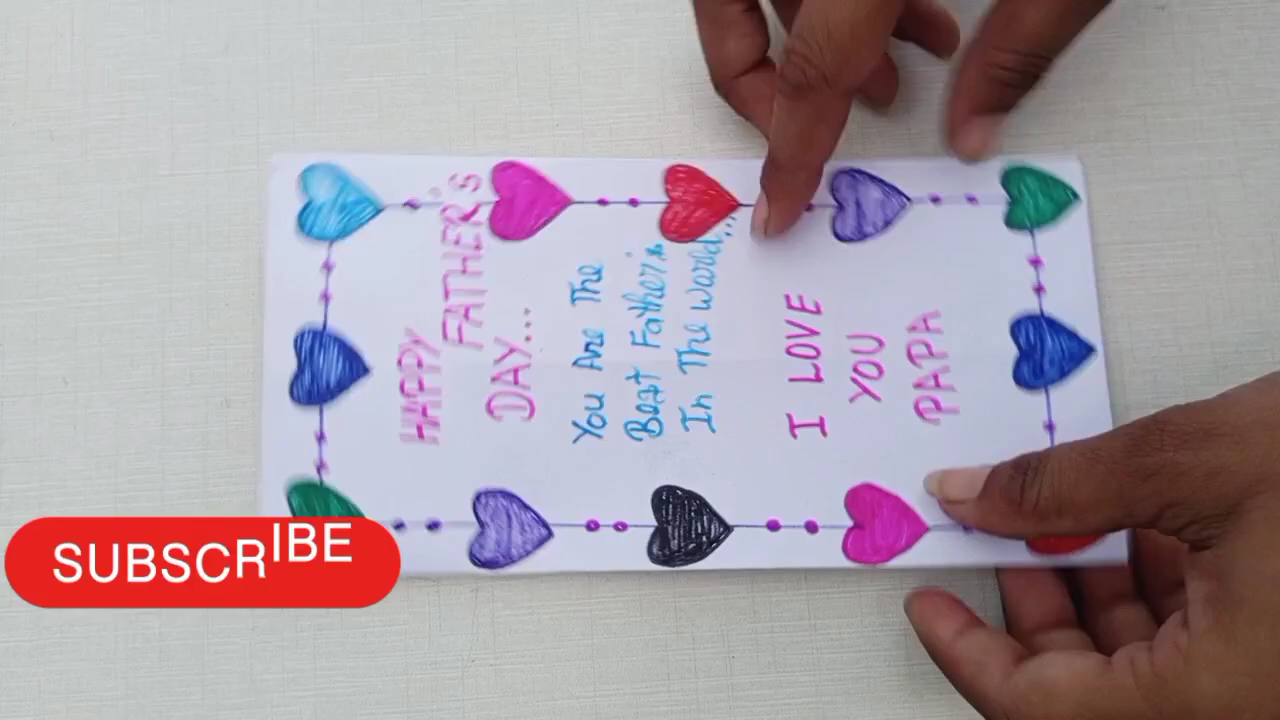 HAPPY
FATHER'S
DAY...
You Are The
Best Father's
In The World...
I LOVE
YOU
PAPA
SUBSCRIBE